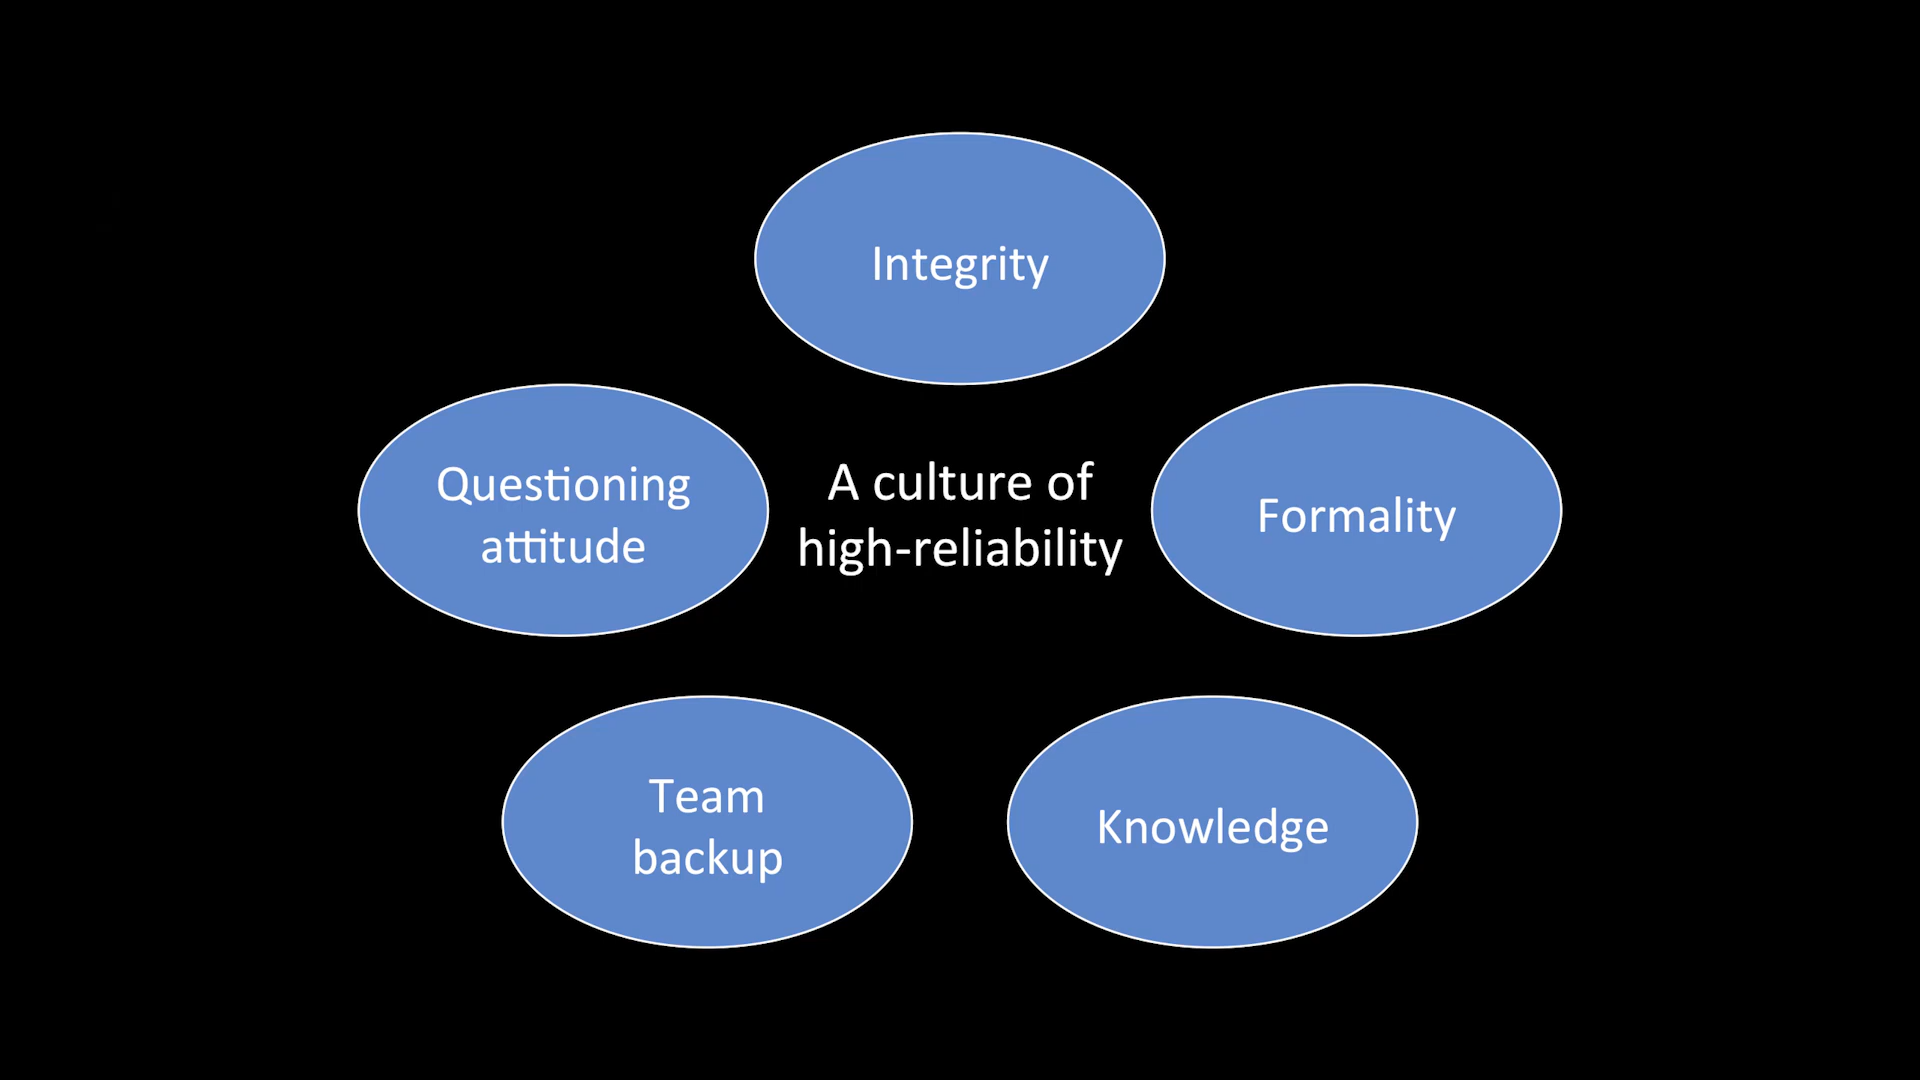 Integrity
Questioning
attitude
A culture of
high-reliability
Formality
Team
backup
Knowledge